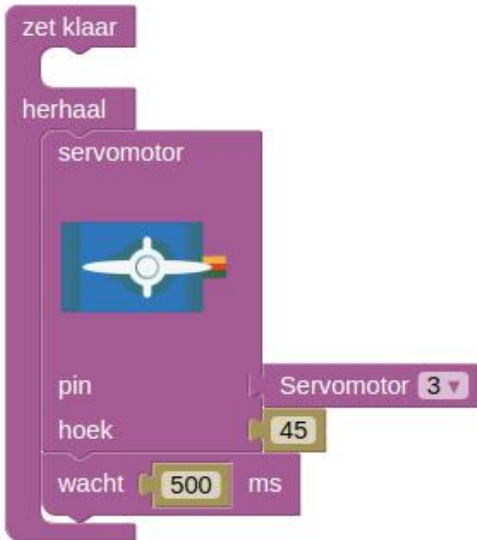 zet klaar
herhaal
servomotor
pin Servomotor 3
hoek 45
wacht 500 ms